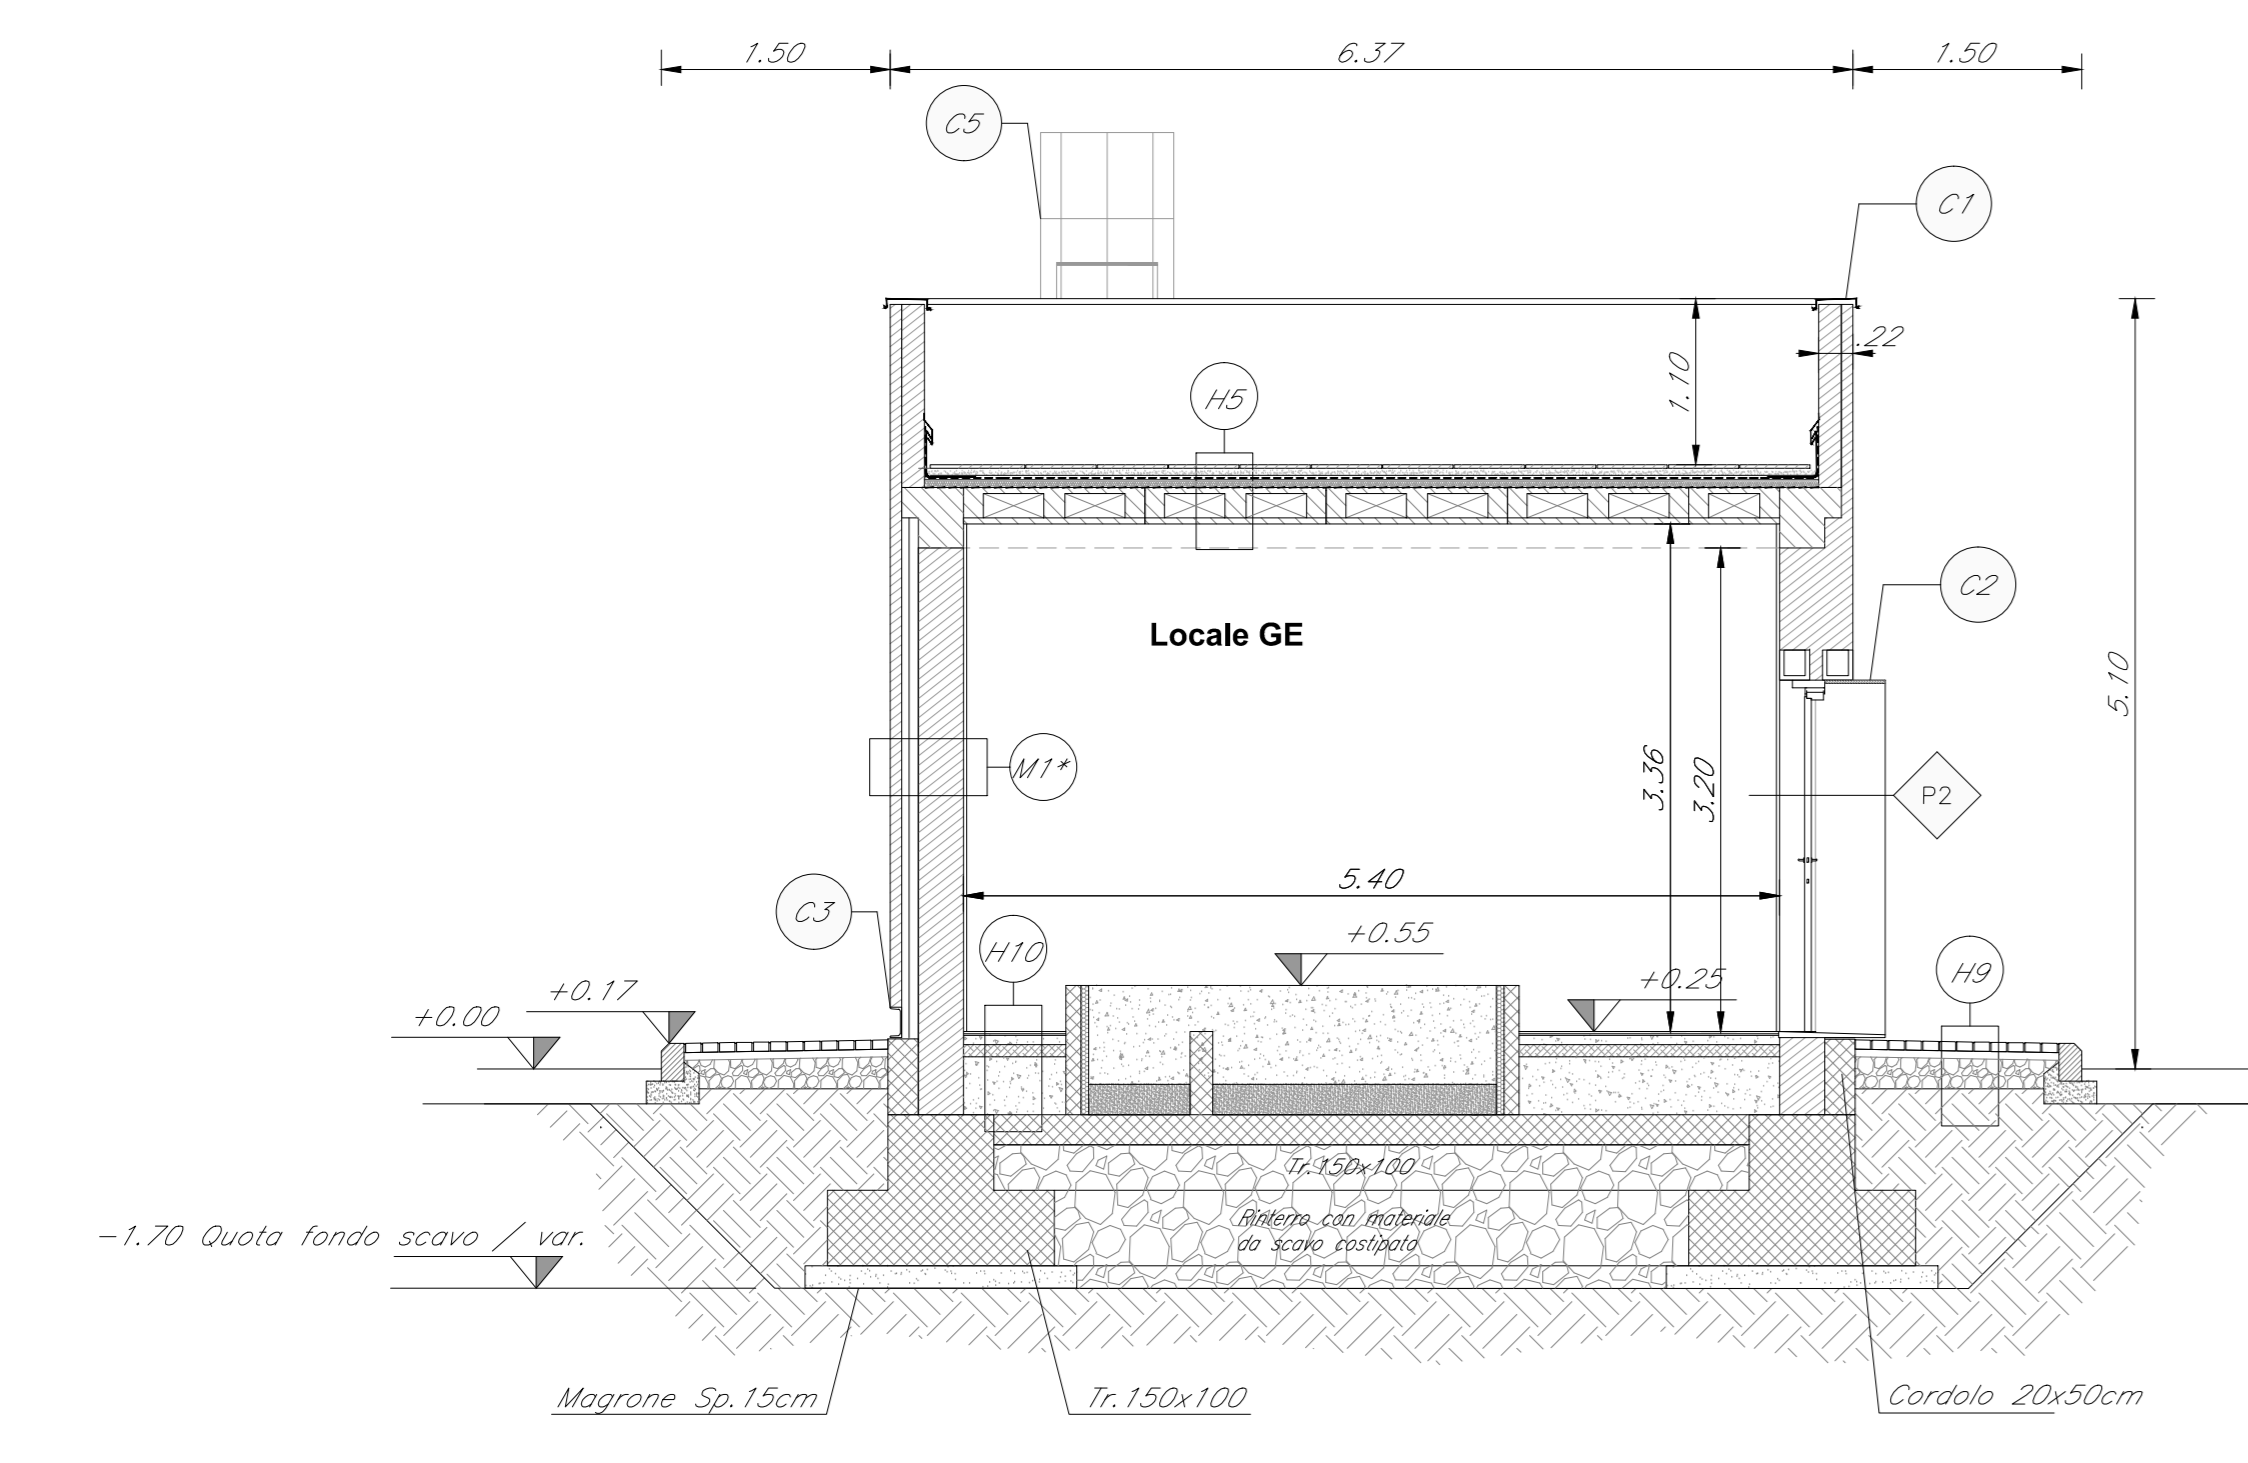 1.50
6.37
1.50
C5
C1
.22
1.10
H5
C2
Locale GE
5.10
M1*
3.36
3.20
P2
5.40
C3
+0.55
H10
H9
+0.25
+0.17
+0.00
Tr.150x100
Rinterro con materiale
da scavo costipato
-1.70 Quota fondo scavo / var.
Magrone Sp.15cm
Tr.150x100
Cordolo 20x50cm